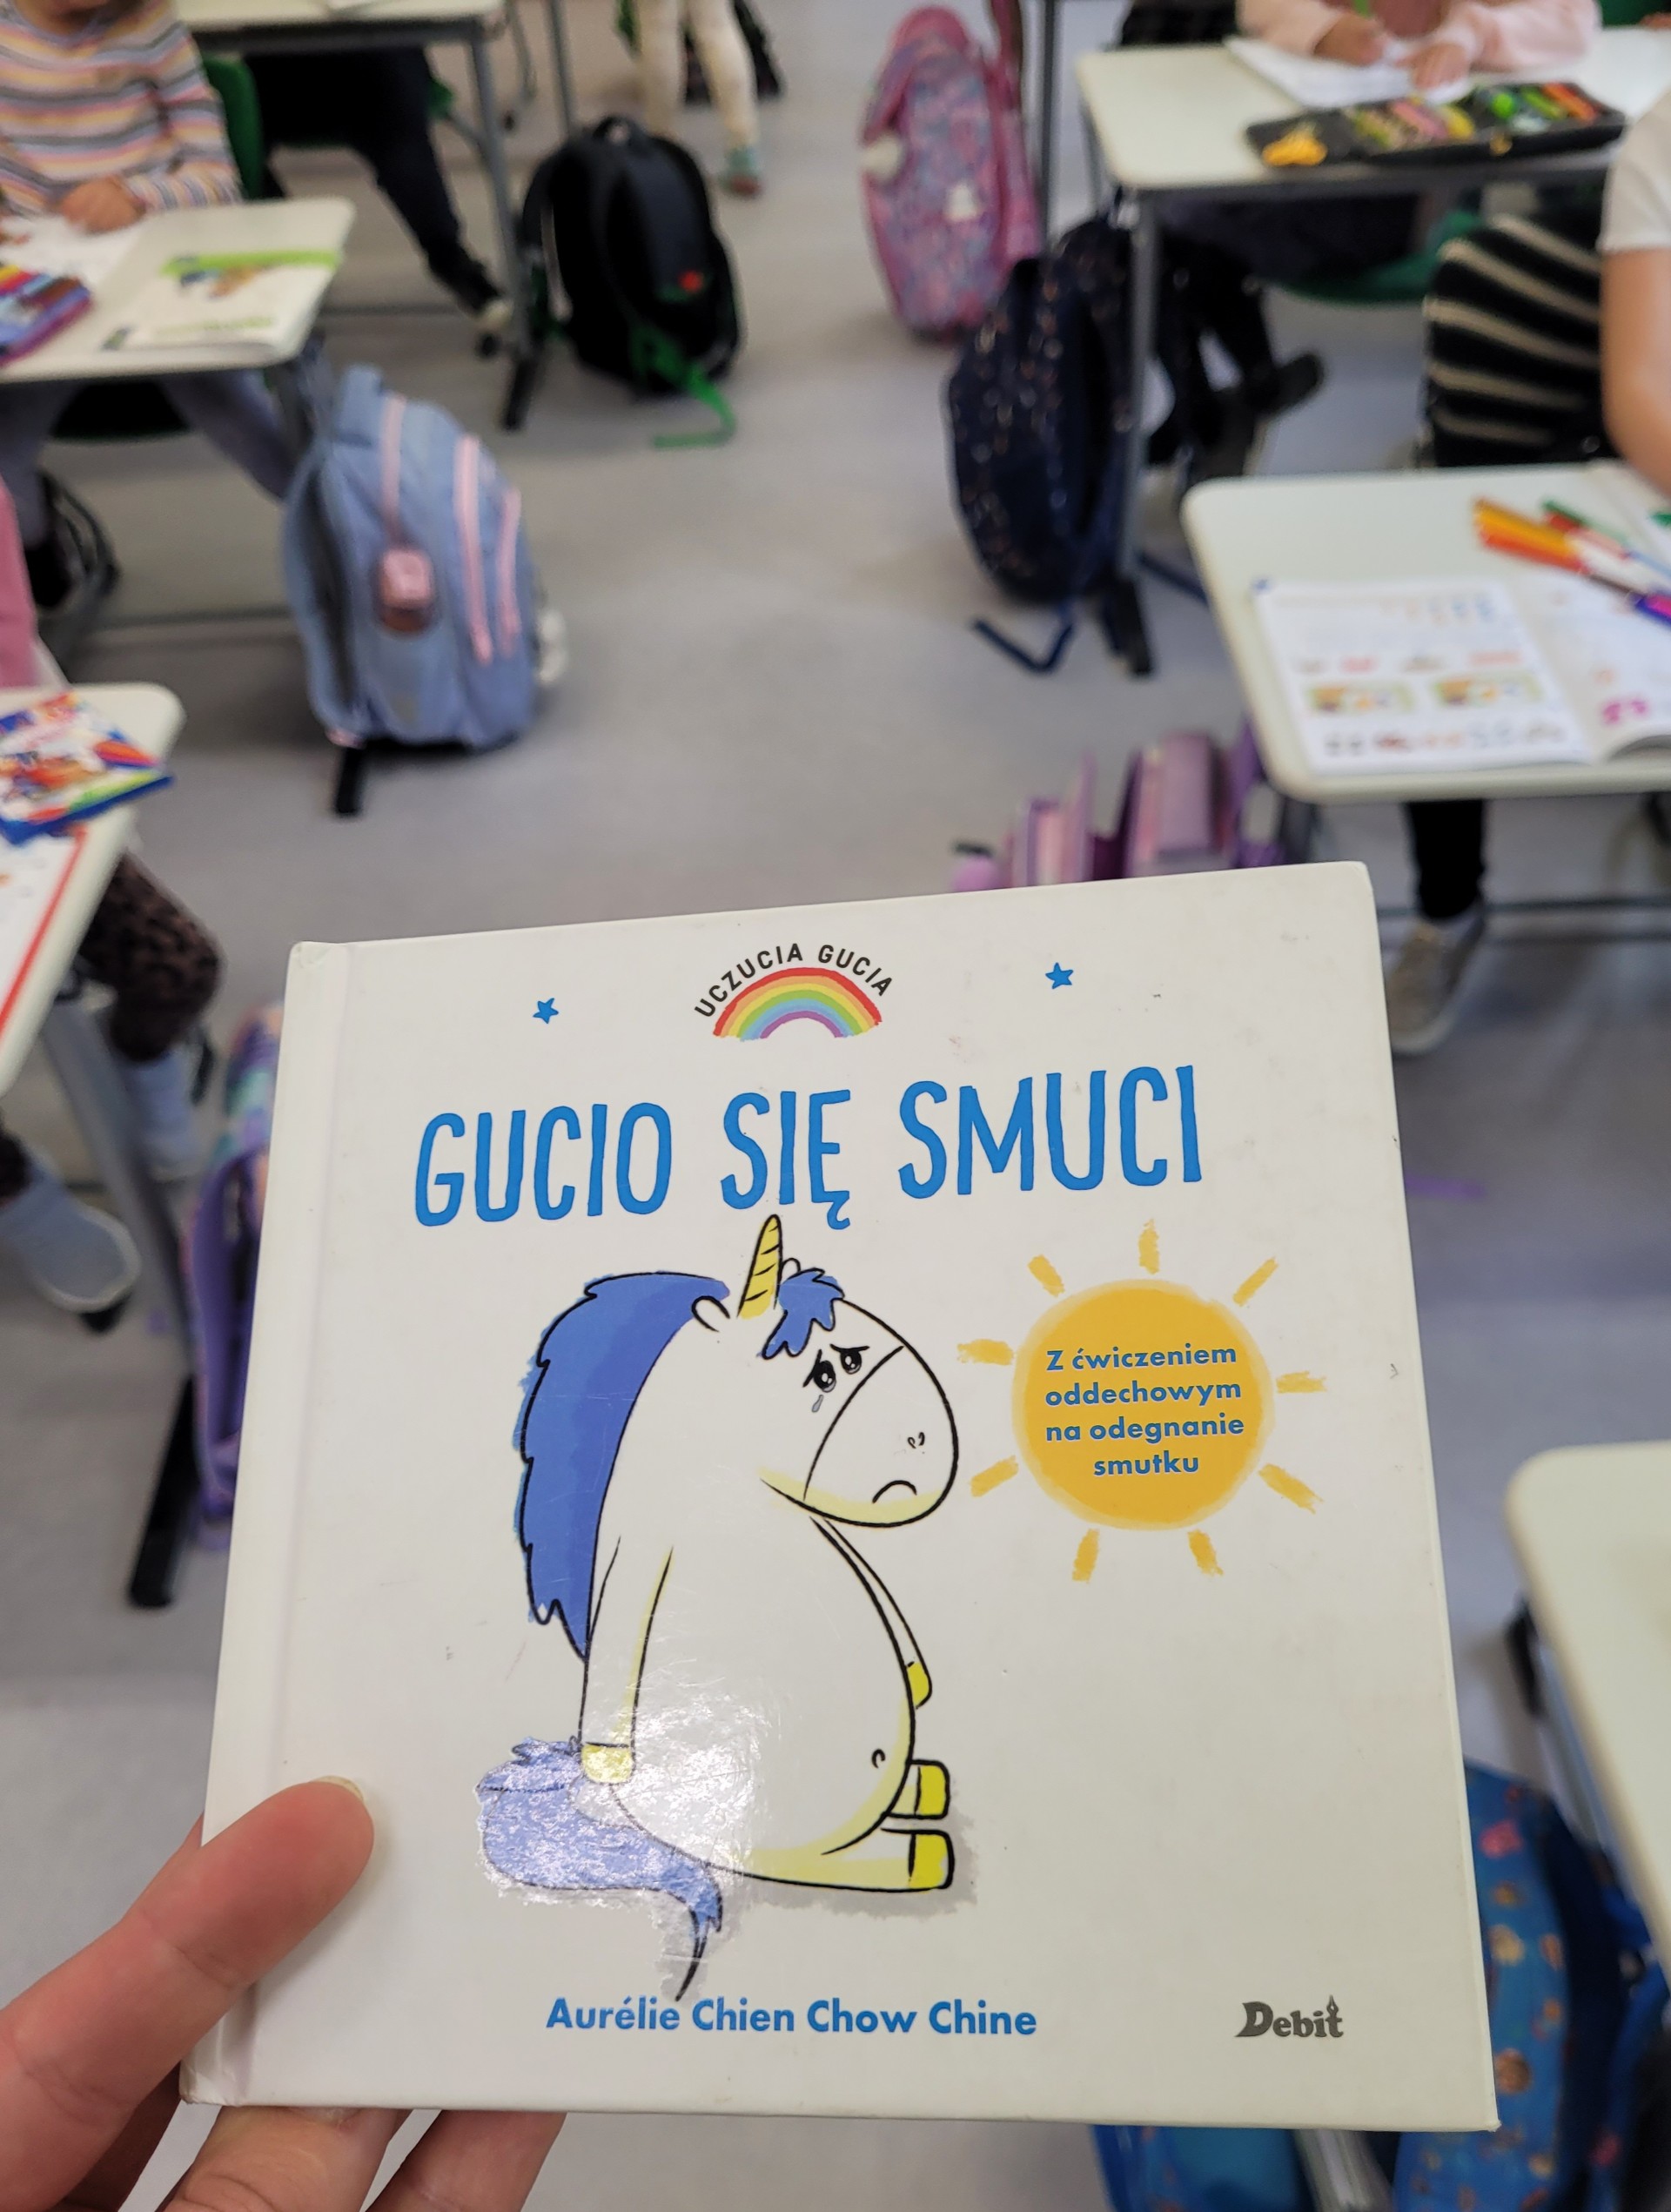 UCZUCIA GUCIA
GUCIO SIĘ SMUCI
Z ćwiczeniem
oddechowym
na odegnanie
smutku
Aurélie Chien Chow Chine
Debit